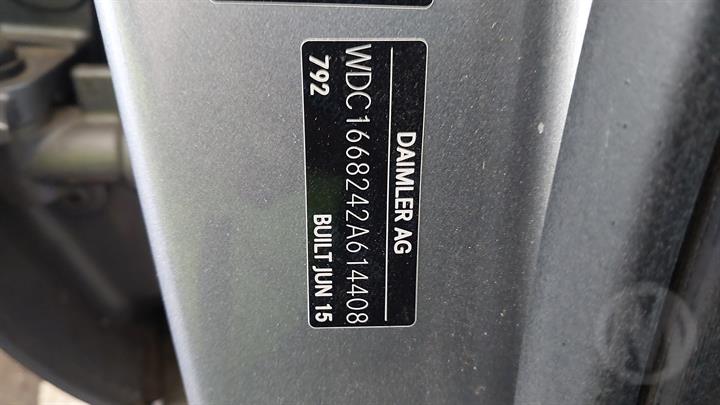 DAIMLER AG
WDC1668242A614408
792 BUILT JUN 15